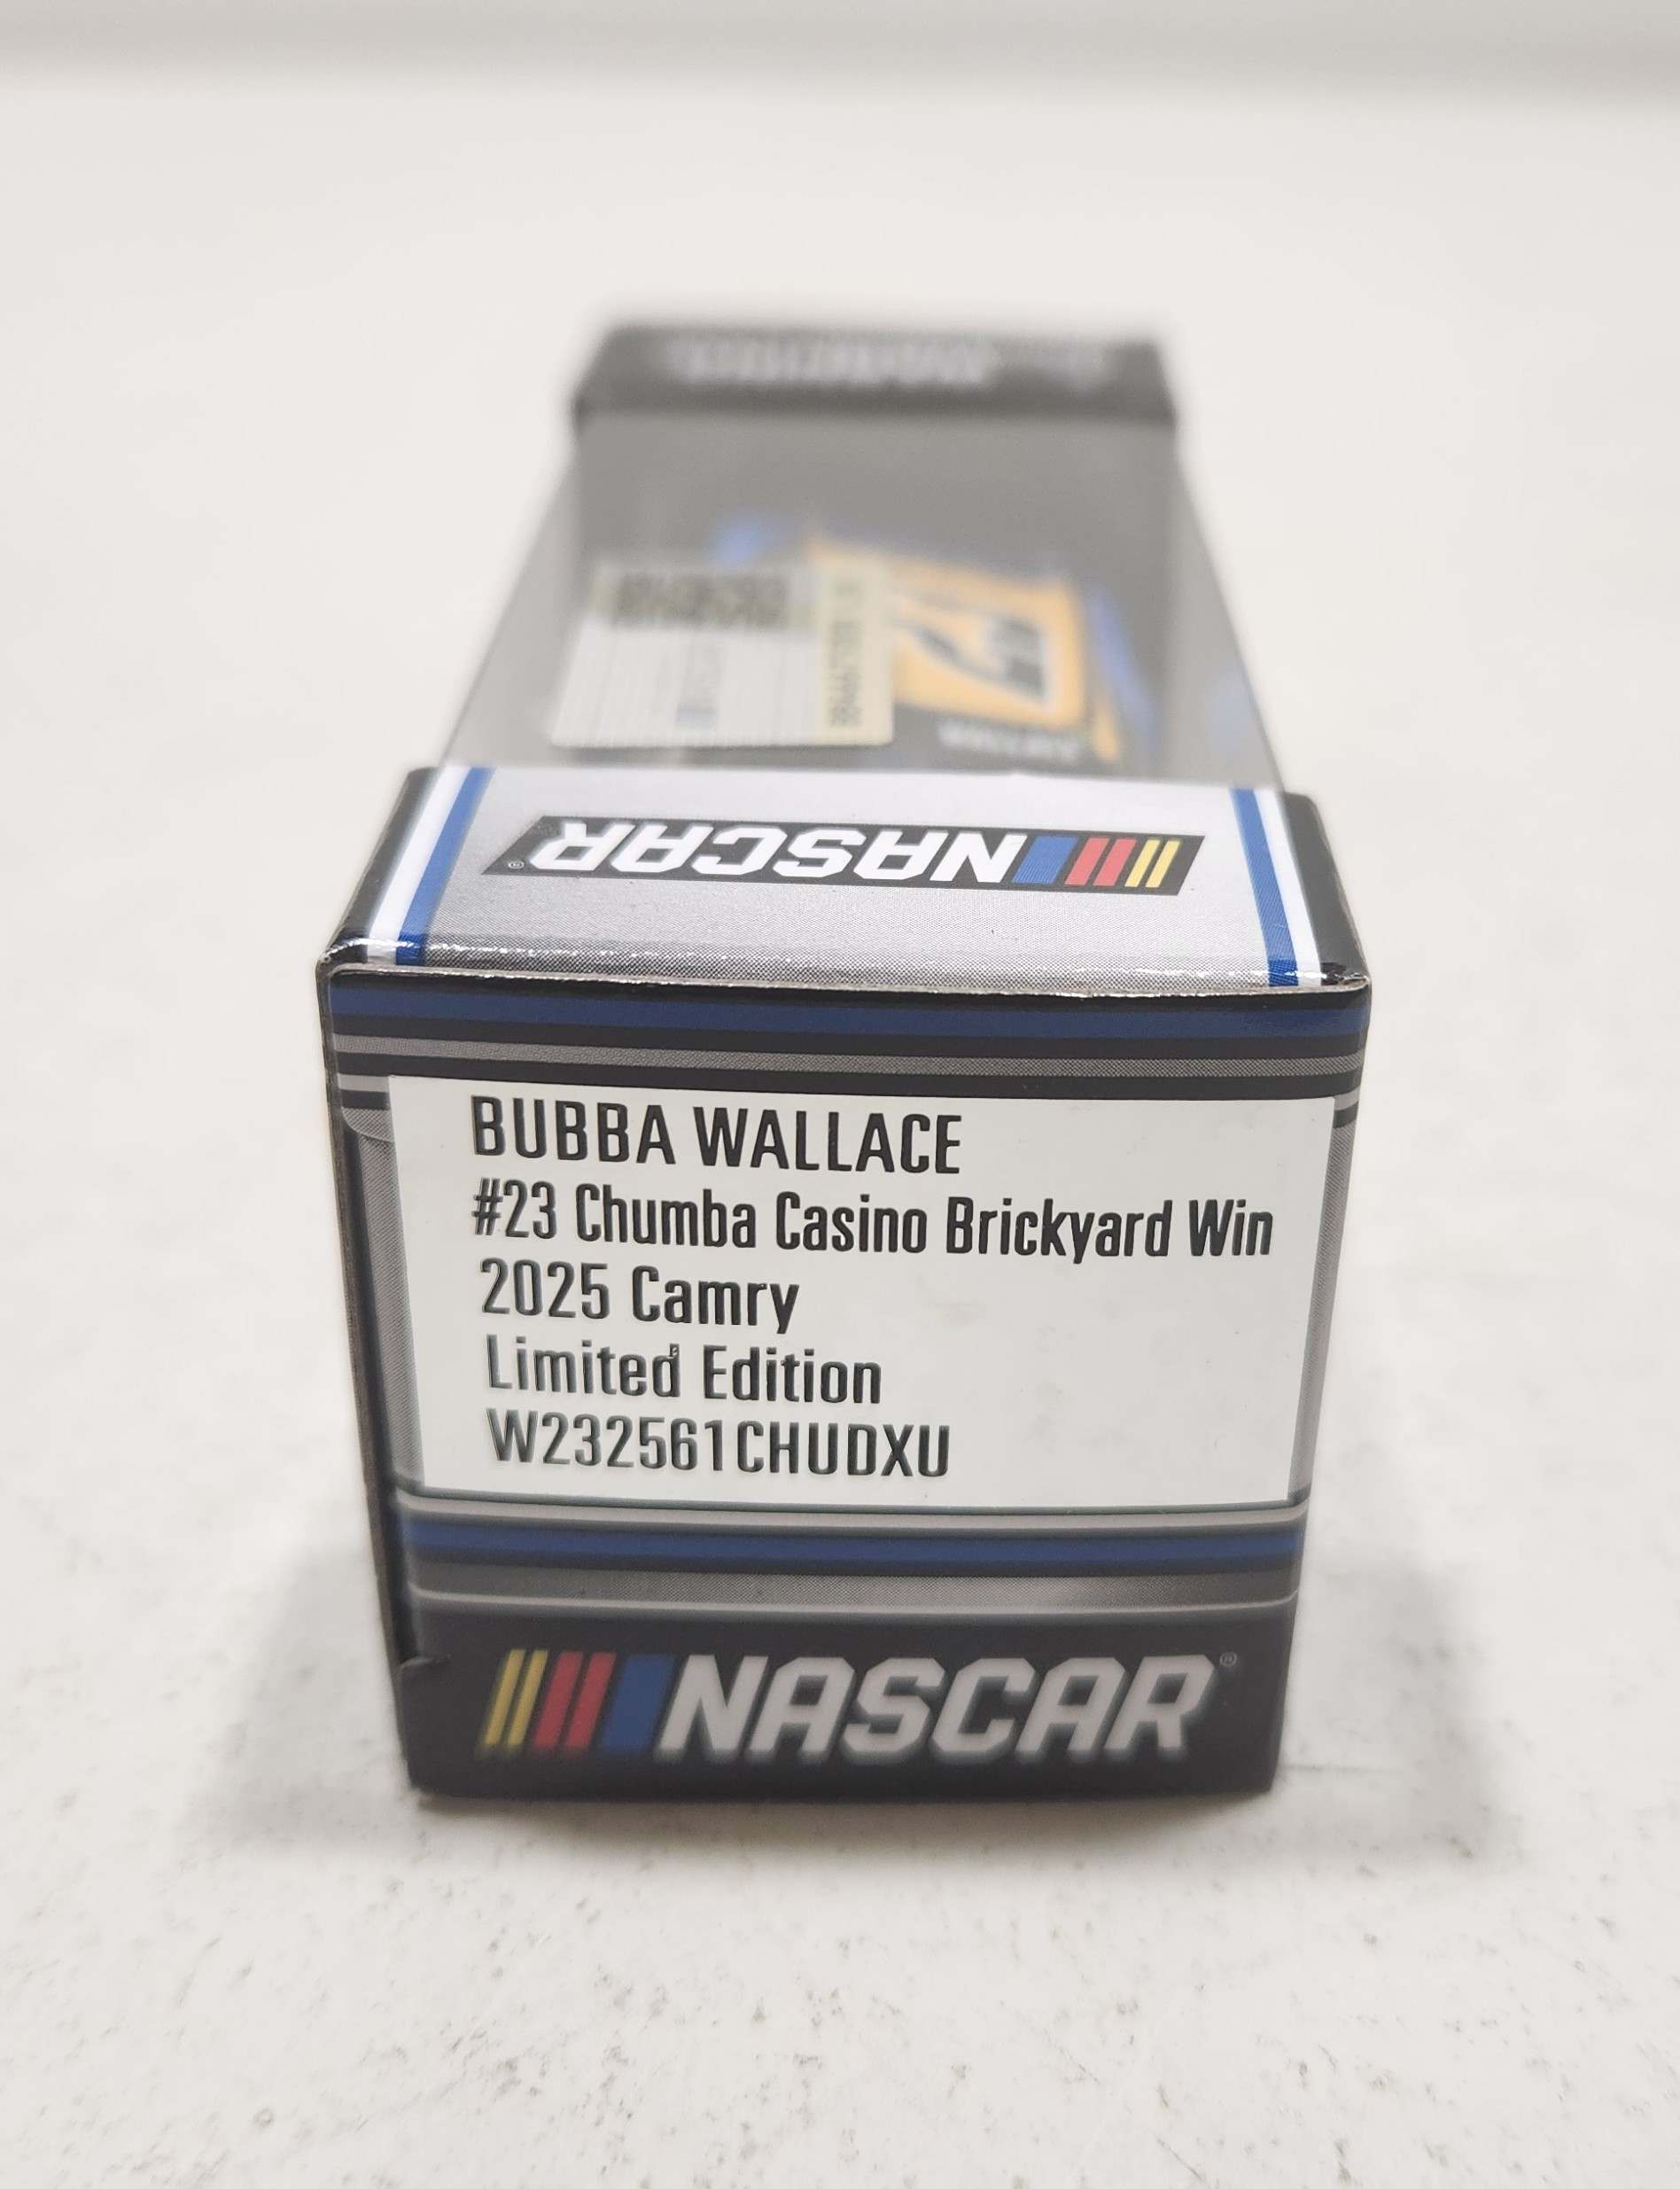 NASCAR
BUBBA WALLACE
#23 Chumba Casino Brickyard Win
2025 Camry
Limited Edition
W232561CHUDXU
NASCAR